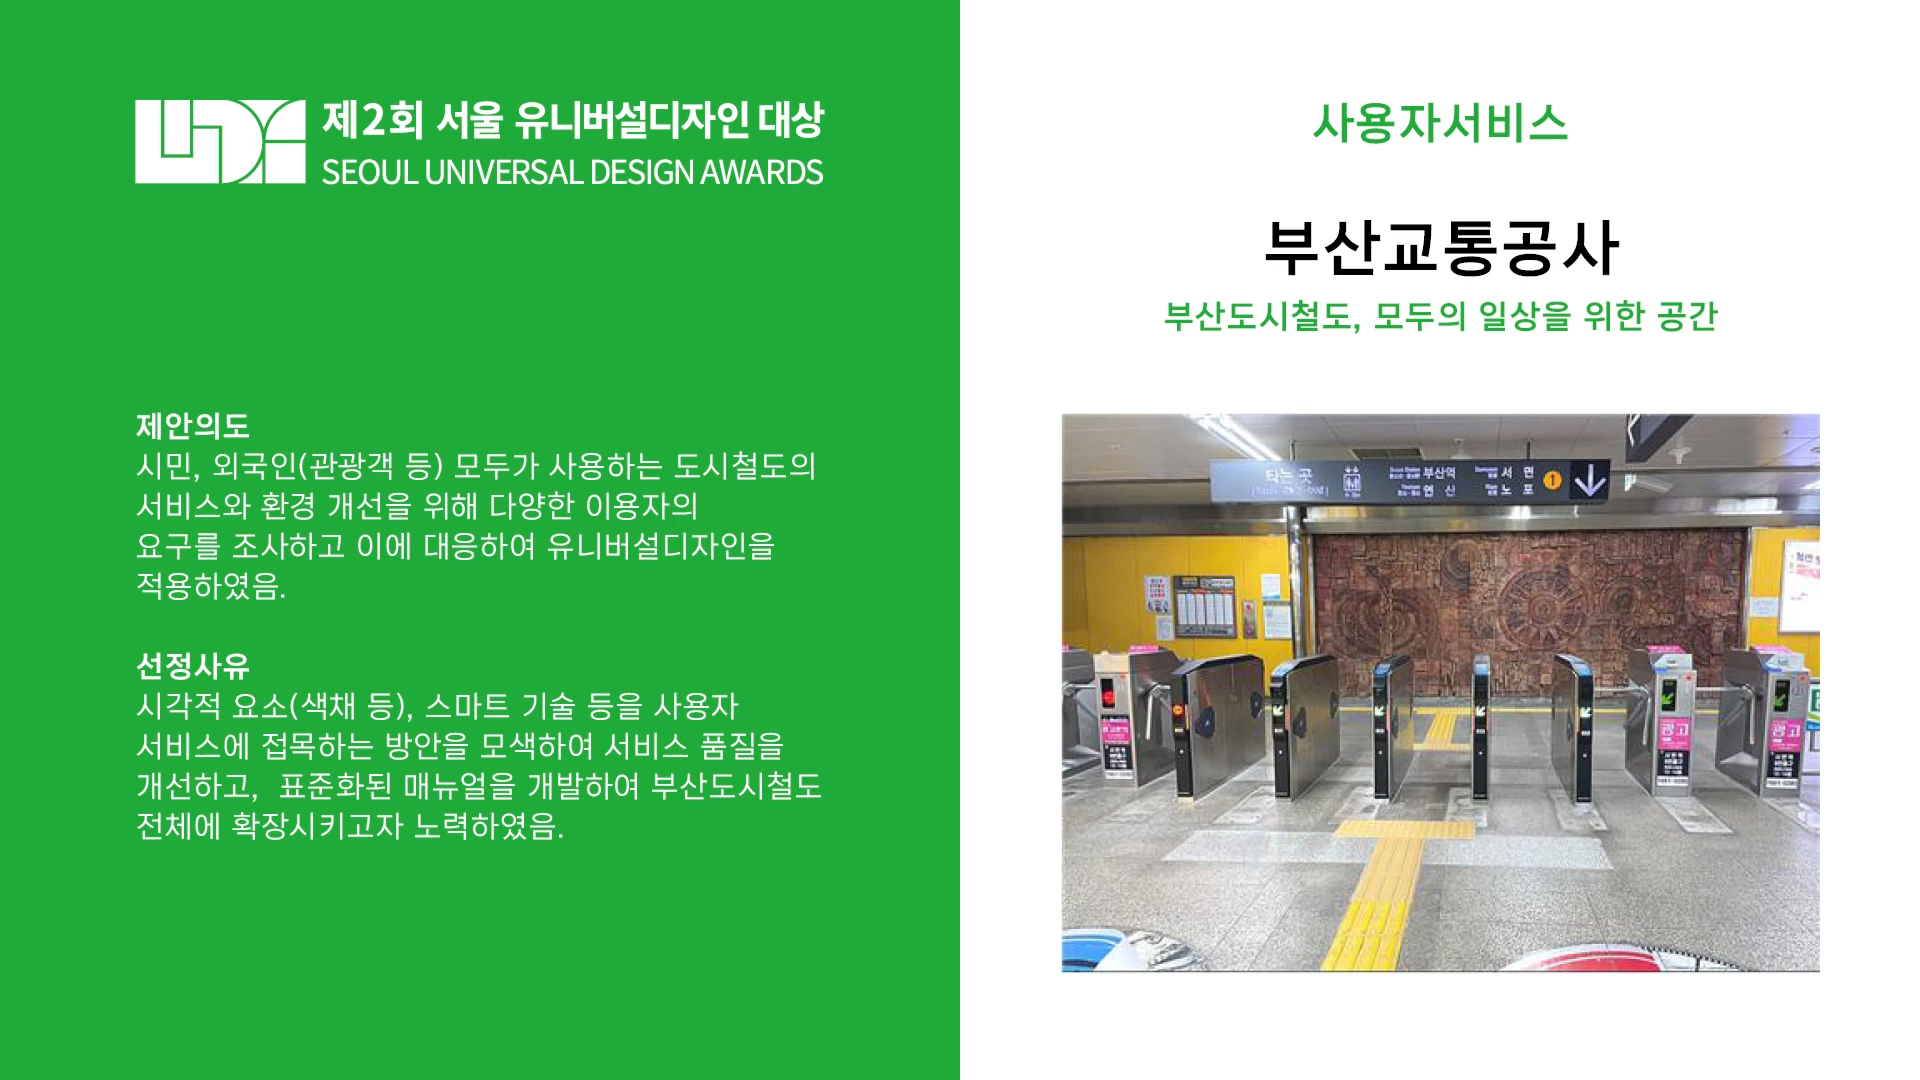 제2회 서울 유니버설디자인 대상
SEOUL UNIVERSAL DESIGN AWARDS
제안의도
시민, 외국인(관광객 등) 모두가 사용하는 도시철도의
서비스와 환경 개선을 위해 다양한 이용자의
요구를 조사하고 이에 대응하여 유니버설디자인을
적용하였음.
선정사유
시각적 요소(색채 등), 스마트 기술 등을 사용자
서비스에 접목하는 방안을 모색하여 서비스 품질을
개선하고, 표준화된 매뉴얼을 개발하여 부산도시철도
전체에 확장시키고자 노력하였음.
사용자서비스
부산교통공사
부산도시철도, 모두의 일상을 위한 공간
타는 곳
부산역 서 면 1
연 산 노 포
광고
광고